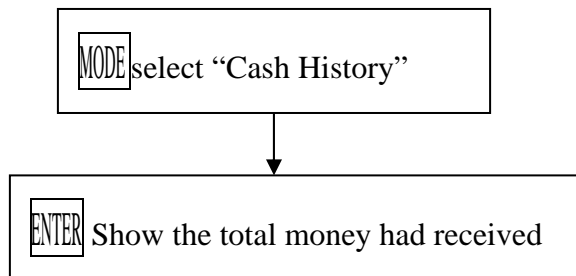 MODE select “Cash History”
ENTER Show the total money had received